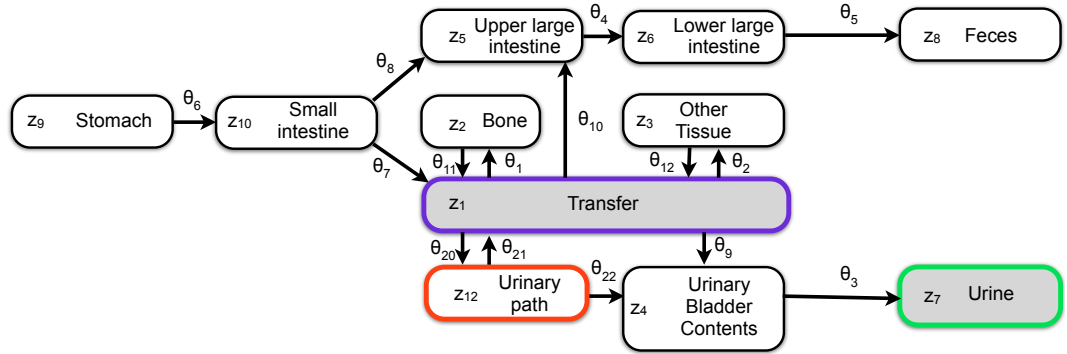 z5 Upper large
intestine
θ4
z6 Lower large
intestine
θ5
z8 Feces
θ8
θ6
z9 Stomach
z10 Small
intestine
z2 Bone
θ10
z3 Other
Tissue
θ7
θ11
θ1
θ12
θ2
z1 Transfer
θ20
θ21
θ9
z12 Urinary
path
θ22
z4 Urinary
Bladder
Contents
θ3
z7 Urine